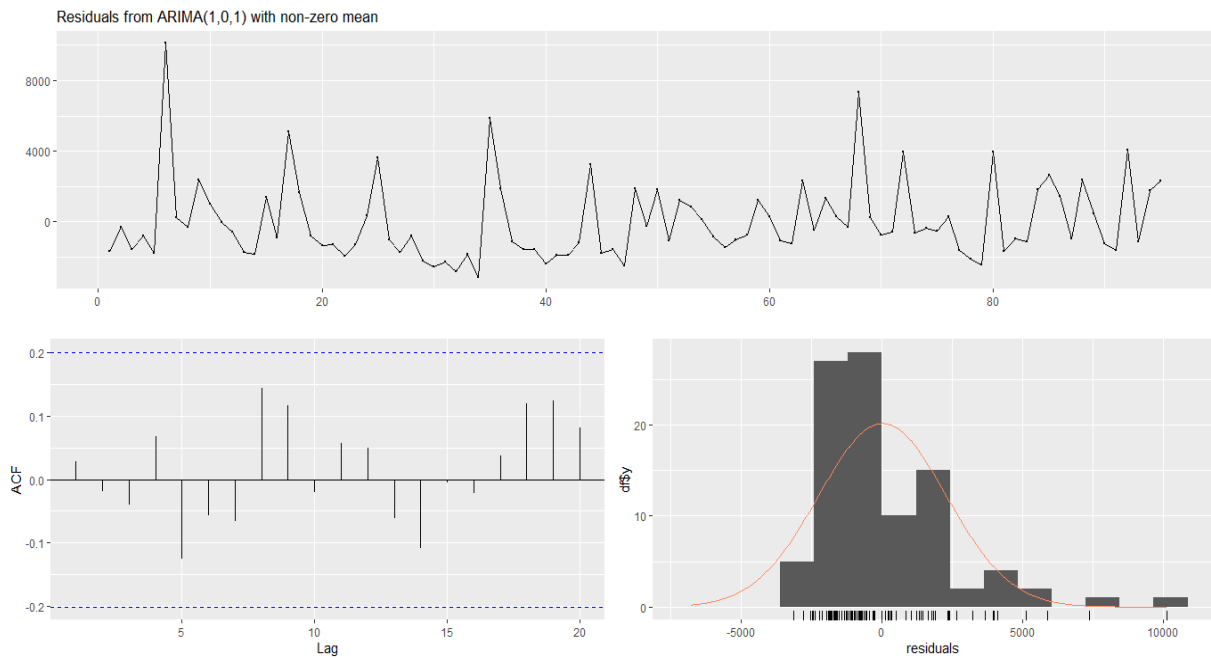 Residuals from ARIMA(1,0,1) with non-zero mean
8000
4000
0
0 20 40 60 80
0.2
0.1
0.0
-0.1
-0.2
ACF
5 10 15 20
Lag
20
10
0
df$y
-5000 0 5000 10000
residuals